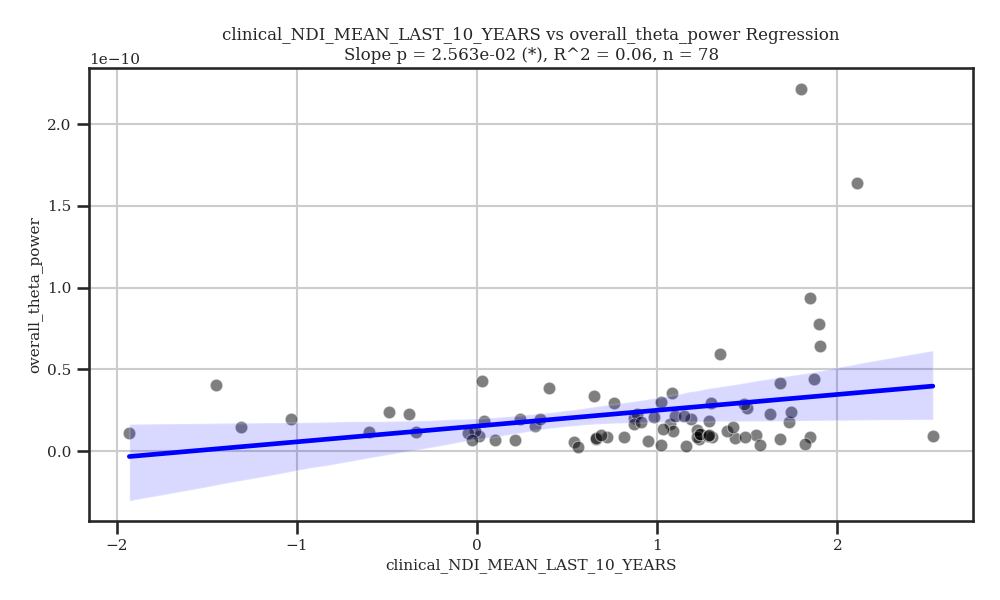 clinical_NDI_MEAN_LAST_10_YEARS vs overall_theta_power Regression
Slope p = 2.563e-02 (*), R^2 = 0.06, n = 78
1e−10
2.0
1.5
1.0
0.5
0.0
overall_theta_power
−2 −1 0 1 2
clinical_NDI_MEAN_LAST_10_YEARS